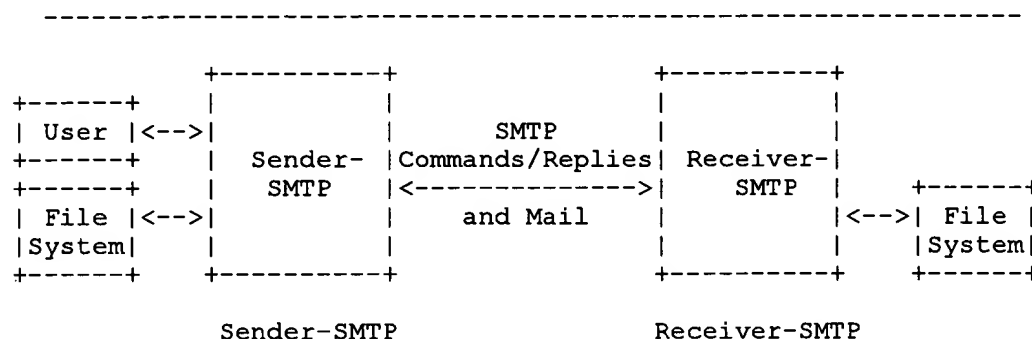 User
Sender-
SMTP
File
System
SMTP
Commands/Replies
and Mail
Receiver-
SMTP
File
System
Sender-SMTP Receiver-SMTP